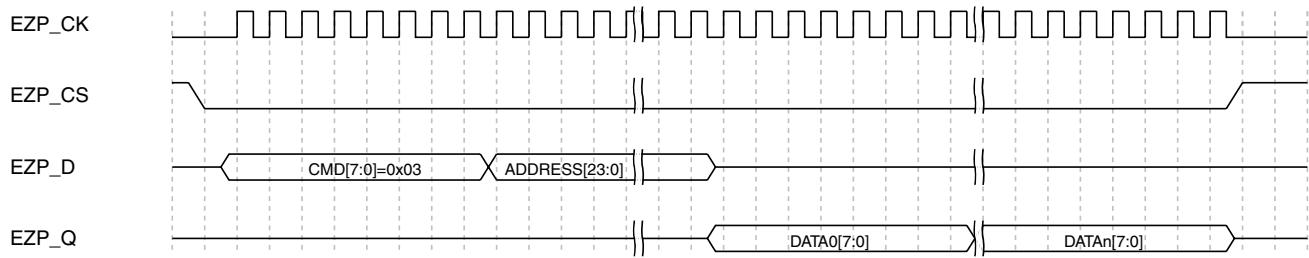 EZP_CK
EZP_CS
EZP_D CMD[7:0]=0x03 ADDRESS[23:0]
EZP_Q DATA0[7:0] DATAn[7:0]